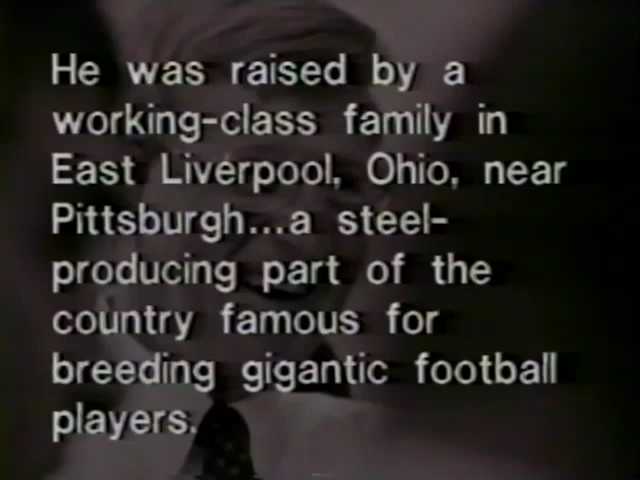 He was raised by a
working-class family in
East Liverpool, Ohio, near
Pittsburgh...a steel-
producing part of the
country famous for
breeding gigantic football
players.